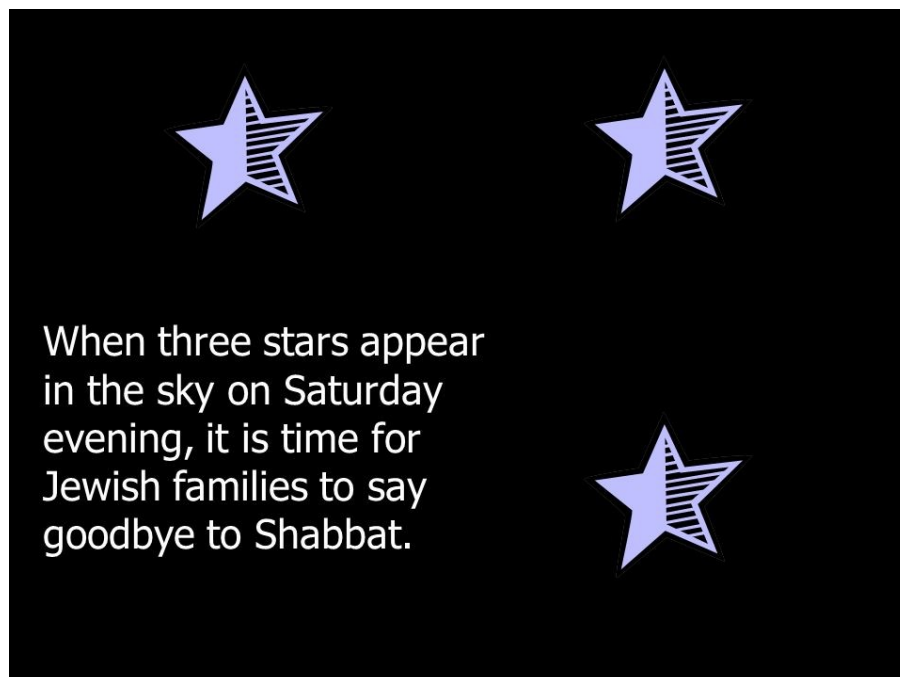 When three stars appear
in the sky on Saturday
evening, it is time for
Jewish families to say
goodbye to Shabbat.